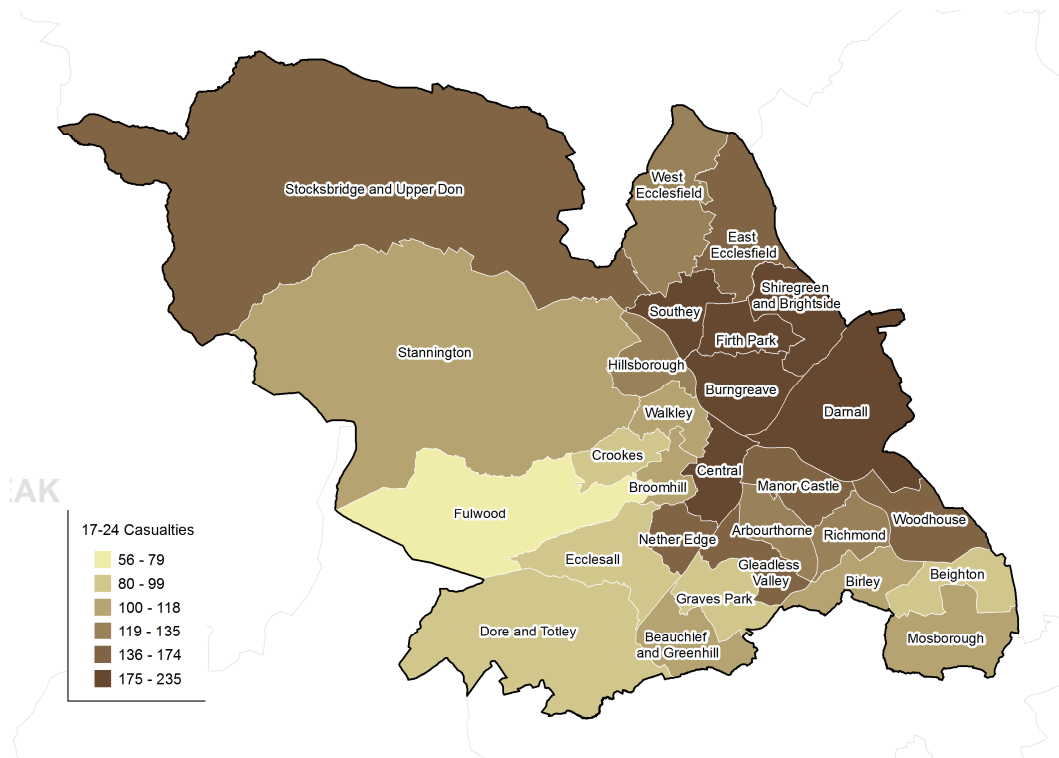 West
Ecclesfield
Stocksbridge and Upper Don
East
Ecclesfield
Shiregreen
and Brightside
Southey
Firth Park
Stannington
Hillsborough
Burngreave
Walkley
Darnall
Crookes
Central
Manor Castle
Broomhill
EAK
Fulwood
Woodhouse
Arbourthorne
Richmond
Nether Edge
Ecclesall
Gleadless
Valley
Birley
Beighton
Graves Park
Dore and Totley
Beauchief
and Greenhill
Mosborough
17-24 Casualties
56 - 79
80 - 99
100 - 118
119 - 135
136 - 174
175 - 235